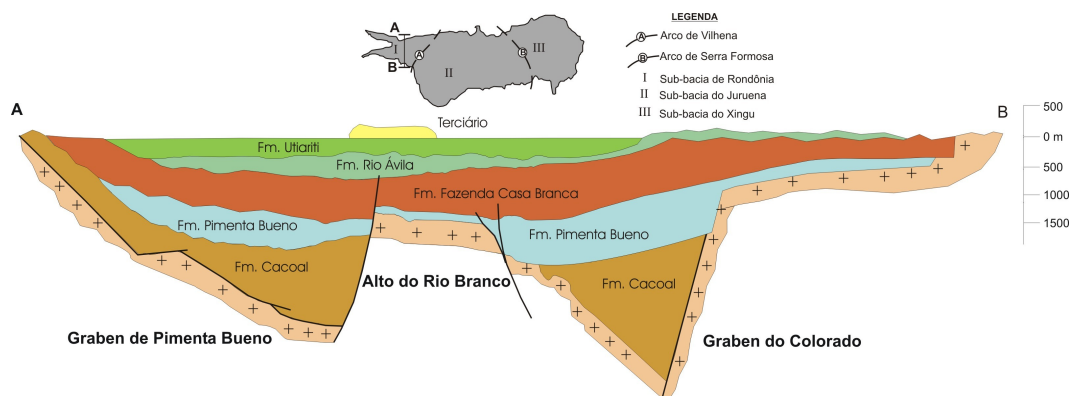 A
B
I
II
III
A
B
LEGENDA
A Arco de Vilhena
B Arco de Serra Formosa
I Sub-bacia de Rondônia
II Sub-bacia do Juruena
III Sub-bacia do Xingu
A
B
Terciário
500
0 m
500
1000
1500
Fm. Utiariti
Fm. Rio Ávila
Fm. Fazenda Casa Branca
Fm. Pimenta Bueno
Fm. Pimenta Bueno
Fm. Cacoal
Alto do Rio Branco
Fm. Cacoal
Graben de Pimenta Bueno
Graben do Colorado